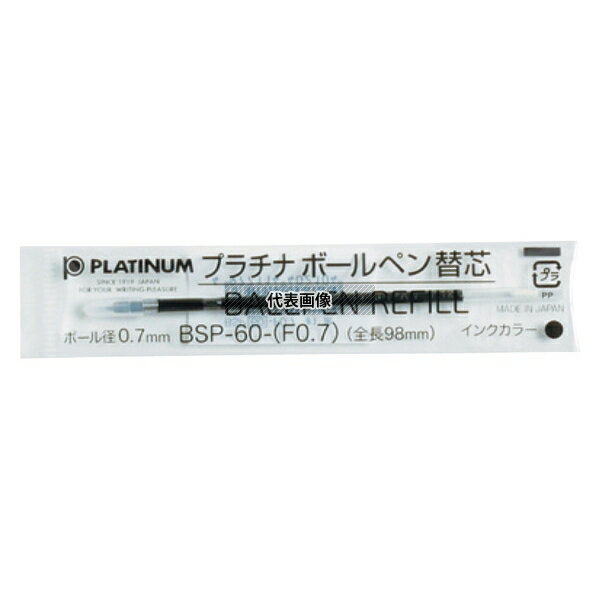 PLATINUM プラチナ ボールペン 替芯
SINCE 1919 JAPAN
FOR YOUR WRITING PLEASURE
代表画像
BALLPEN REFILL
プラ
PP
MADE IN JAPAN
ボール径0.7mm BSP-60-(F0.7) (全長98mm) インクカラー